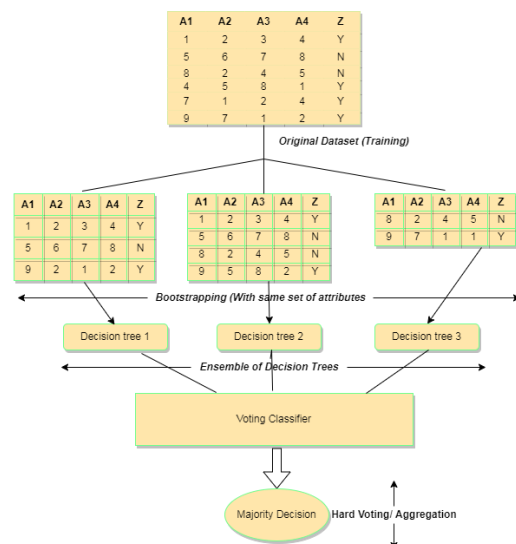 A1 A2 A3 A4 Z
1 2 3 4 Y
5 6 7 8 N
8 2 4 5 N
4 5 8 1 Y
7 1 2 4 Y
9 7 1 2 Y
Original Dataset (Training)
A1 A2 A3 A4 Z
1 2 3 4 Y
5 6 7 8 N
9 2 1 2 Y
A1 A2 A3 A4 Z
1 2 3 4 Y
5 6 7 8 N
8 2 4 5 N
9 5 8 2 Y
A1 A2 A3 A4 Z
8 2 4 5 N
9 7 1 1 Y
Bootstrapping (With same set of attributes
Decision tree 1
Decision tree 2
Decision tree 3
Ensemble of Decision Trees
Voting Classifier
Majority Decision
Hard Voting/ Aggregation